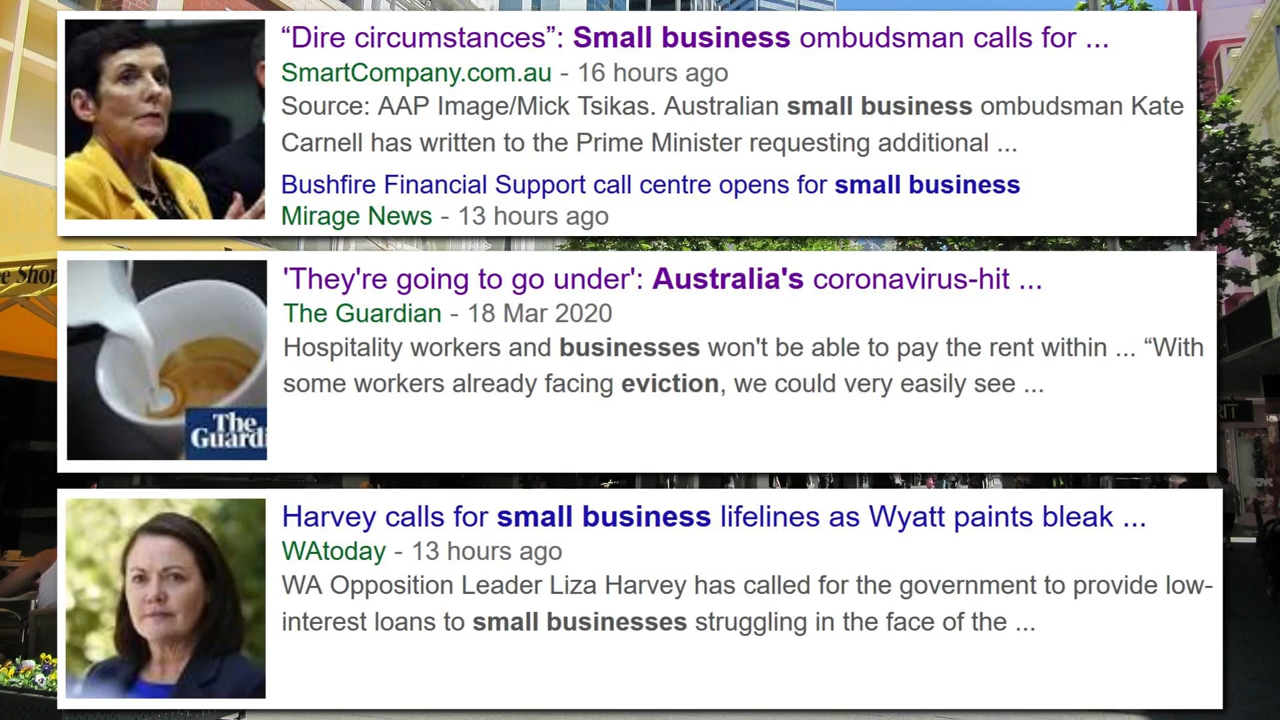 “Dire circumstances”: Small business ombudsman calls for ...
SmartCompany.com.au - 16 hours ago
Source: AAP Image/Mick Tsikas. Australian small business ombudsman Kate
Carnell has written to the Prime Minister requesting additional ...
Bushfire Financial Support call centre opens for small business
Mirage News - 13 hours ago
e Shop
'They're going to go under': Australia's coronavirus-hit ...
The Guardian - 18 Mar 2020
Hospitality workers and businesses won't be able to pay the rent within ... “With
some workers already facing eviction, we could very easily see ...
The
Guardi
Harvey calls for small business lifelines as Wyatt paints bleak ...
WAtoday - 13 hours ago
WA Opposition Leader Liza Harvey has called for the government to provide low-
interest loans to small businesses struggling in the face of the ...